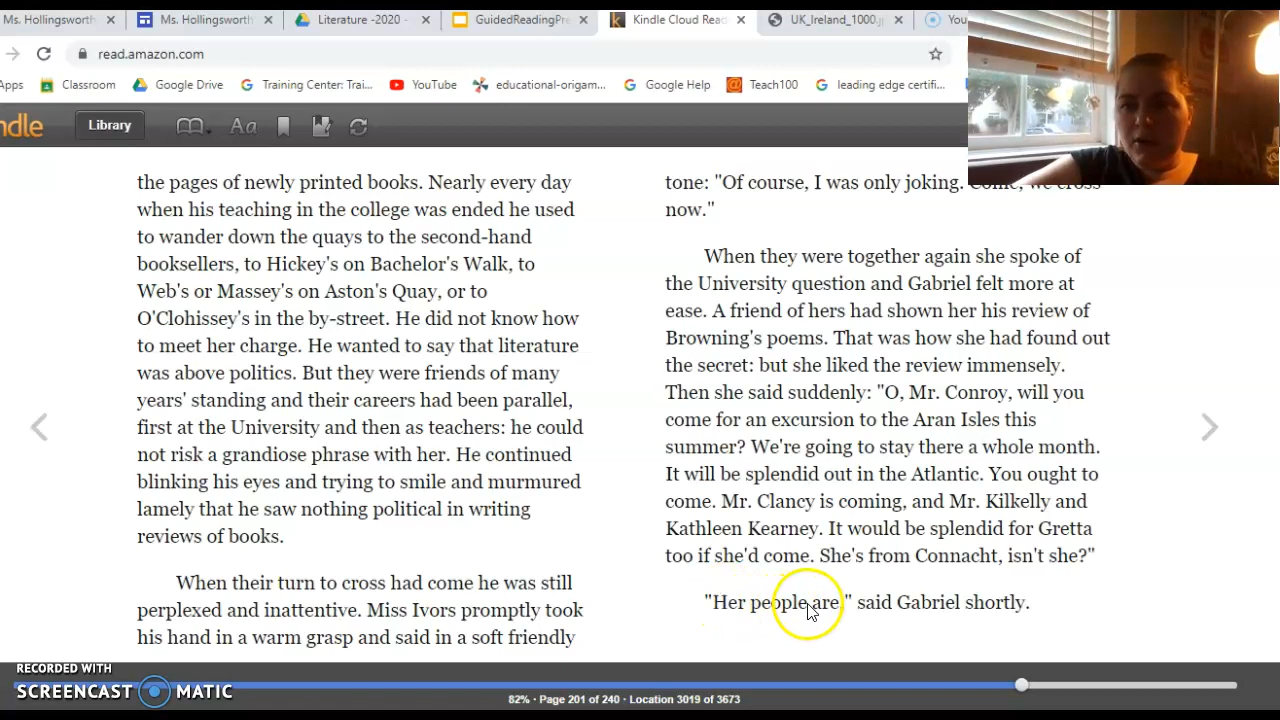 Ms. Hollingsworth
Ms. Hollingsworth
Literature -2020 -
GuidedReadingPre
Kindle Cloud Rea
UK_Ireland_1000.j
You
read.amazon.com
Apps
Classroom
Google Drive
Training Center: Trai...
YouTube
educational-origam...
Google Help
Teach100
leading edge certifi...
ndle
Library
Aa
the pages of newly printed books. Nearly every day
when his teaching in the college was ended he used
to wander down the quays to the second-hand
booksellers, to Hickey's on Bachelor's Walk, to
Web's or Massey's on Aston's Quay, or to
O'Clohissey's in the by-street. He did not know how
to meet her charge. He wanted to say that literature
was above politics. But they were friends of many
years' standing and their careers had been parallel,
first at the University and then as teachers: he could
not risk a grandiose phrase with her. He continued
blinking his eyes and trying to smile and murmured
lamely that he saw nothing political in writing
reviews of books.
When their turn to cross had come he was still
perplexed and inattentive. Miss Ivors promptly took
his hand in a warm grasp and said in a soft friendly
tone: "Of course, I was only joking. Come, we cross
now."
When they were together again she spoke of
the University question and Gabriel felt more at
ease. A friend of hers had shown her his review of
Browning's poems. That was how she had found out
the secret: but she liked the review immensely.
Then she said suddenly: "O, Mr. Conroy, will you
come for an excursion to the Aran Isles this
summer? We're going to stay there a whole month.
It will be splendid out in the Atlantic. You ought to
come. Mr. Clancy is coming, and Mr. Kilkelly and
Kathleen Kearney. It would be splendid for Gretta
too if she'd come. She's from Connacht, isn't she?"
"Her people are," said Gabriel shortly.
RECORDED WITH
SCREENCAST MATIC
82% · Page 201 of 240 · Location 3019 of 3673